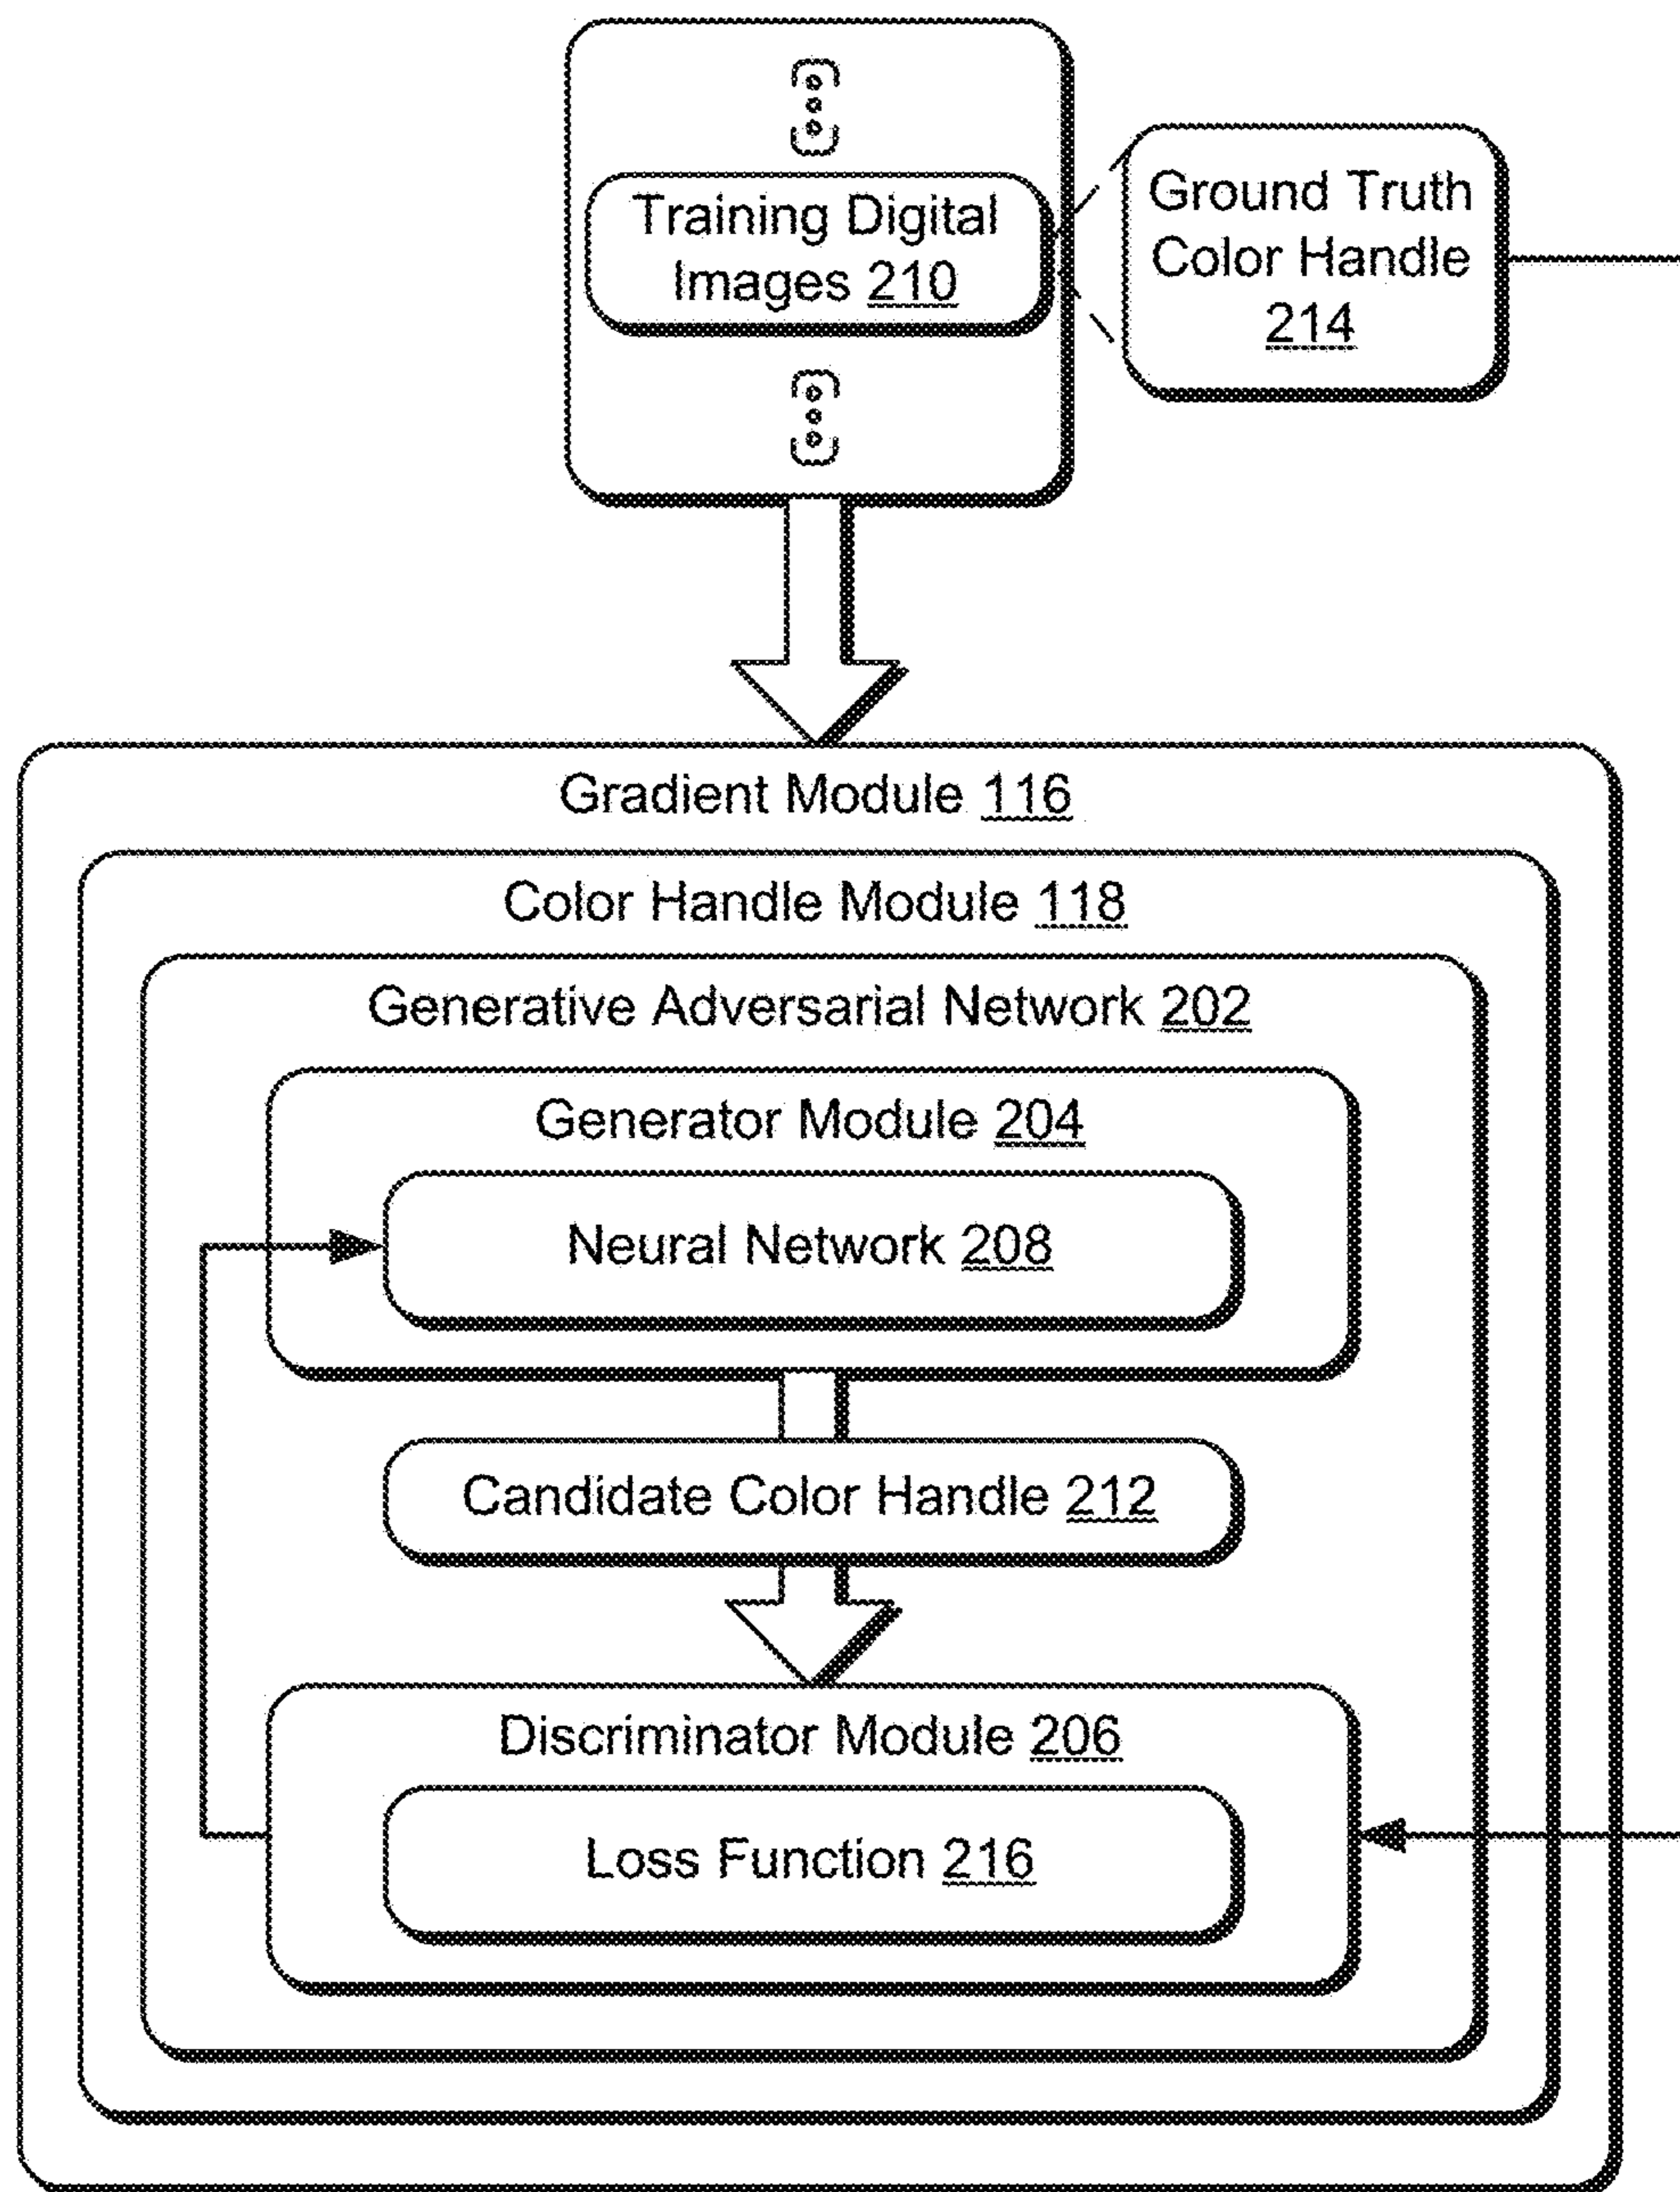 Training Digital
Images 210
Ground Truth
Color Handle
214
Gradient Module 116
Color Handle Module 118
Generative Adversarial Network 202
Generator Module 204
Neural Network 208
Candidate Color Handle 212
Discriminator Module 206
Loss Function 216